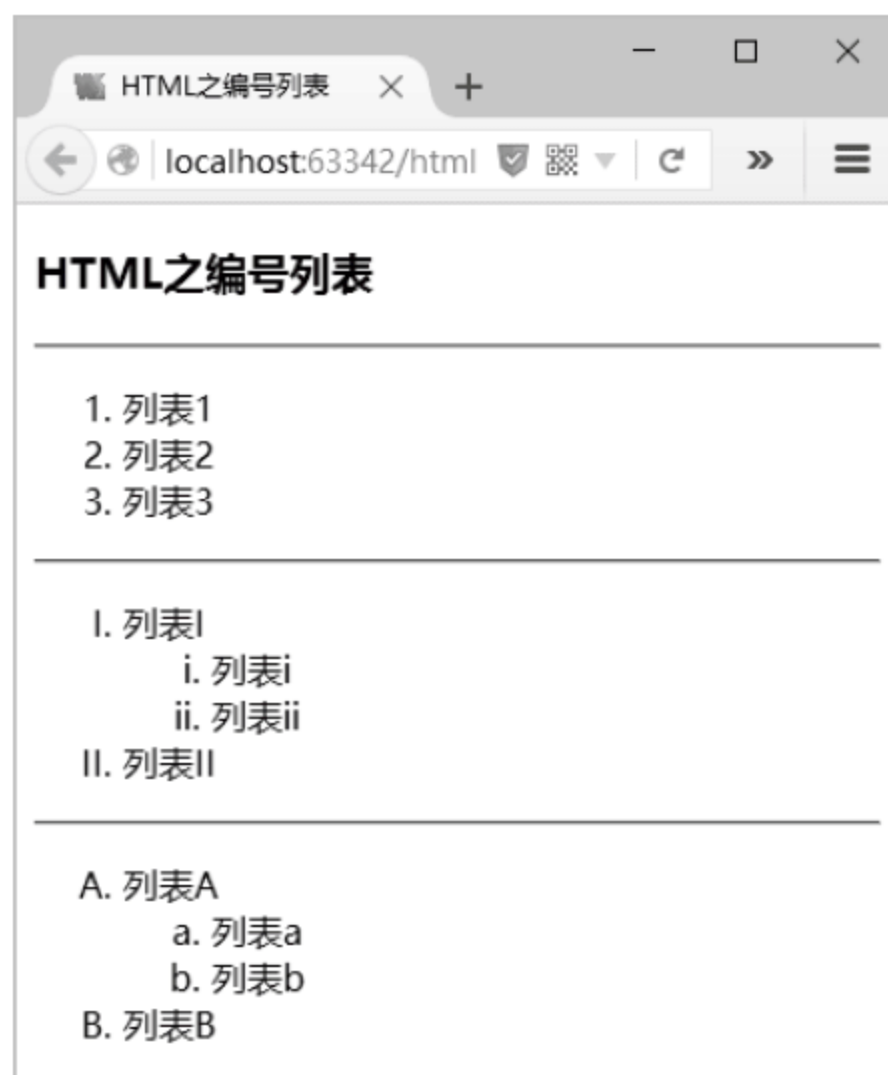 HTML之编号列表
localhost:63342/html
HTML之编号列表
1. 列表1
2. 列表2
3. 列表3
I. 列表I
i. 列表i
ii. 列表ii
II. 列表II
A. 列表A
a. 列表a
b. 列表b
B. 列表B